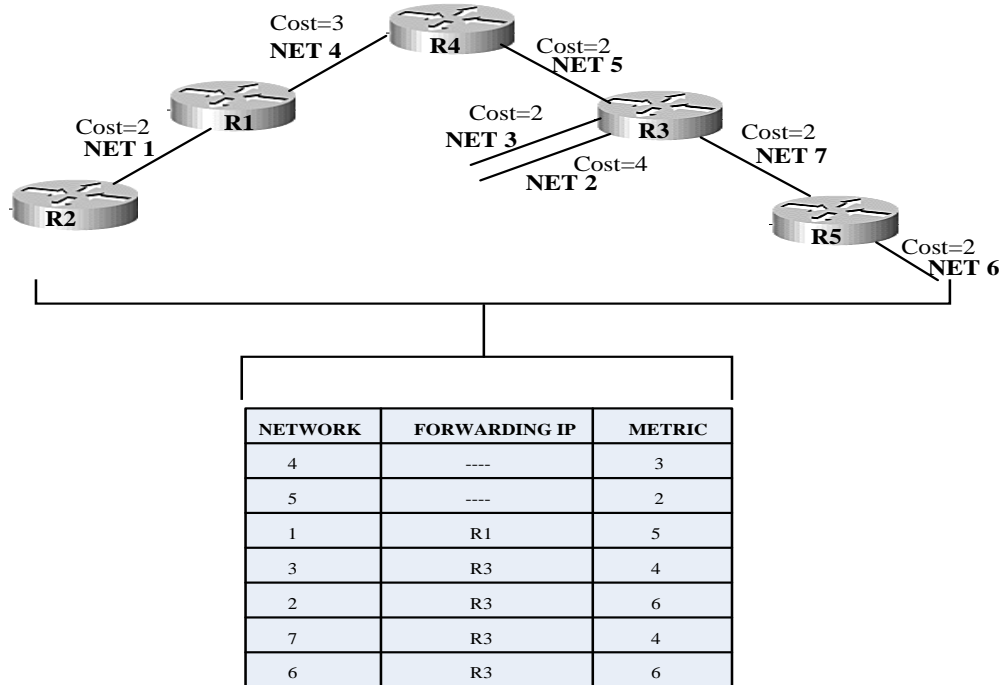 Cost=3
NET 4
R4
Cost=2
NET 5
R1
Cost=2
NET 3
R3
Cost=2
NET 1
Cost=4
NET 2
Cost=2
NET 7
R2
R5
Cost=2
NET 6
NETWORK FORWARDING IP METRIC
4 ---- 3
5 ---- 2
1 R1 5
3 R3 4
2 R3 6
7 R3 4
6 R3 6